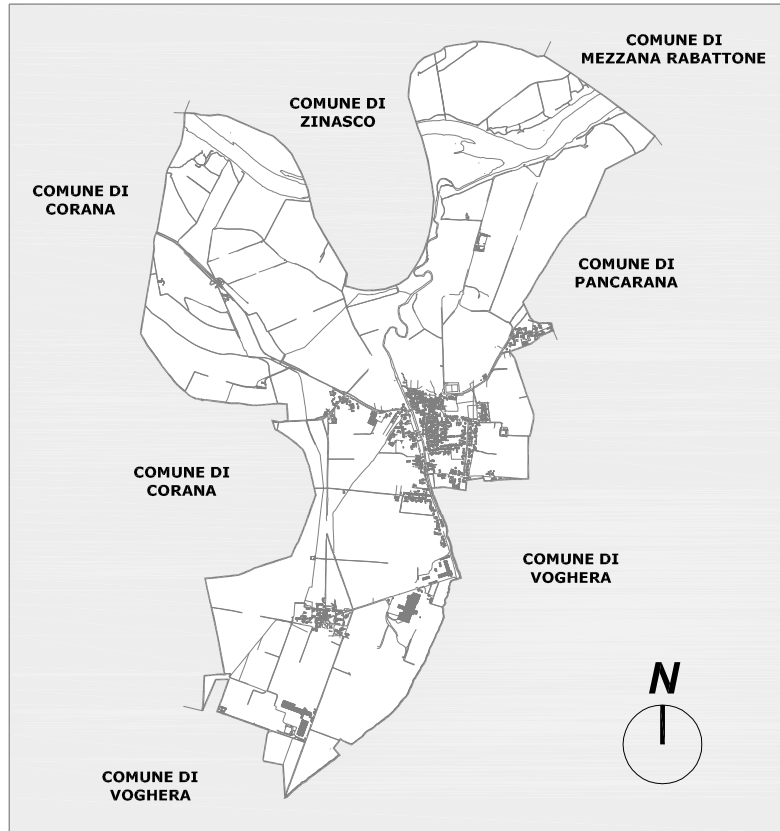 COMUNE DI
MEZZANA RABATTONE
COMUNE DI
ZINASCO
COMUNE DI
CORANA
COMUNE DI
PANCARANA
COMUNE DI
CORANA
COMUNE DI
VOGHERA
N
COMUNE DI
VOGHERA